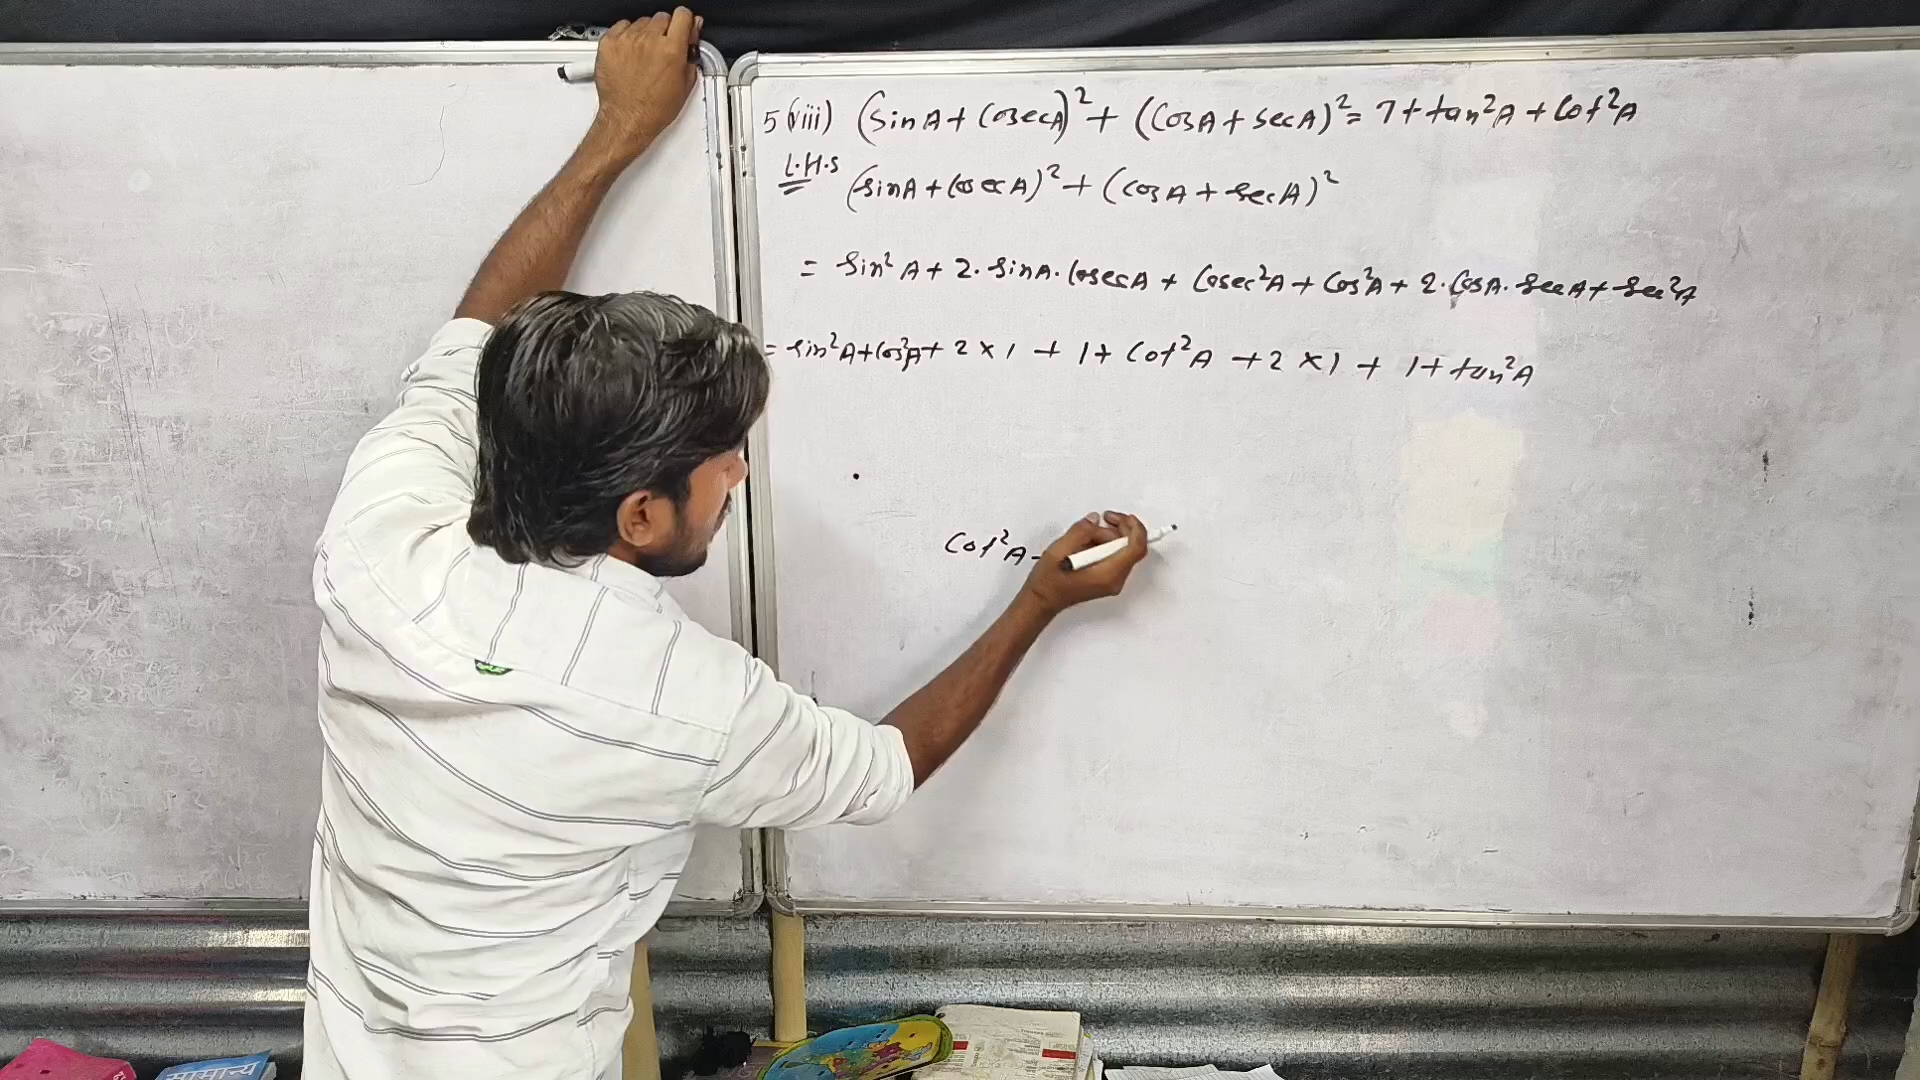 5(viii) (sinA + CosecA)² + (CosA + secA)² = 7 + tan²A + Cot²A
L.H.S (sinA + CosecA)² + (CosA + secA)²
= Sin²A + 2·SinA·CosecA + Cosec²A + Cos²A + 2·CosA·SecA + Sec²A
= Sin²A + Cos²A + 2×1 + 1 + Cot²A + 2×1 + 1 + tan²A
Cot²A
सामान्य